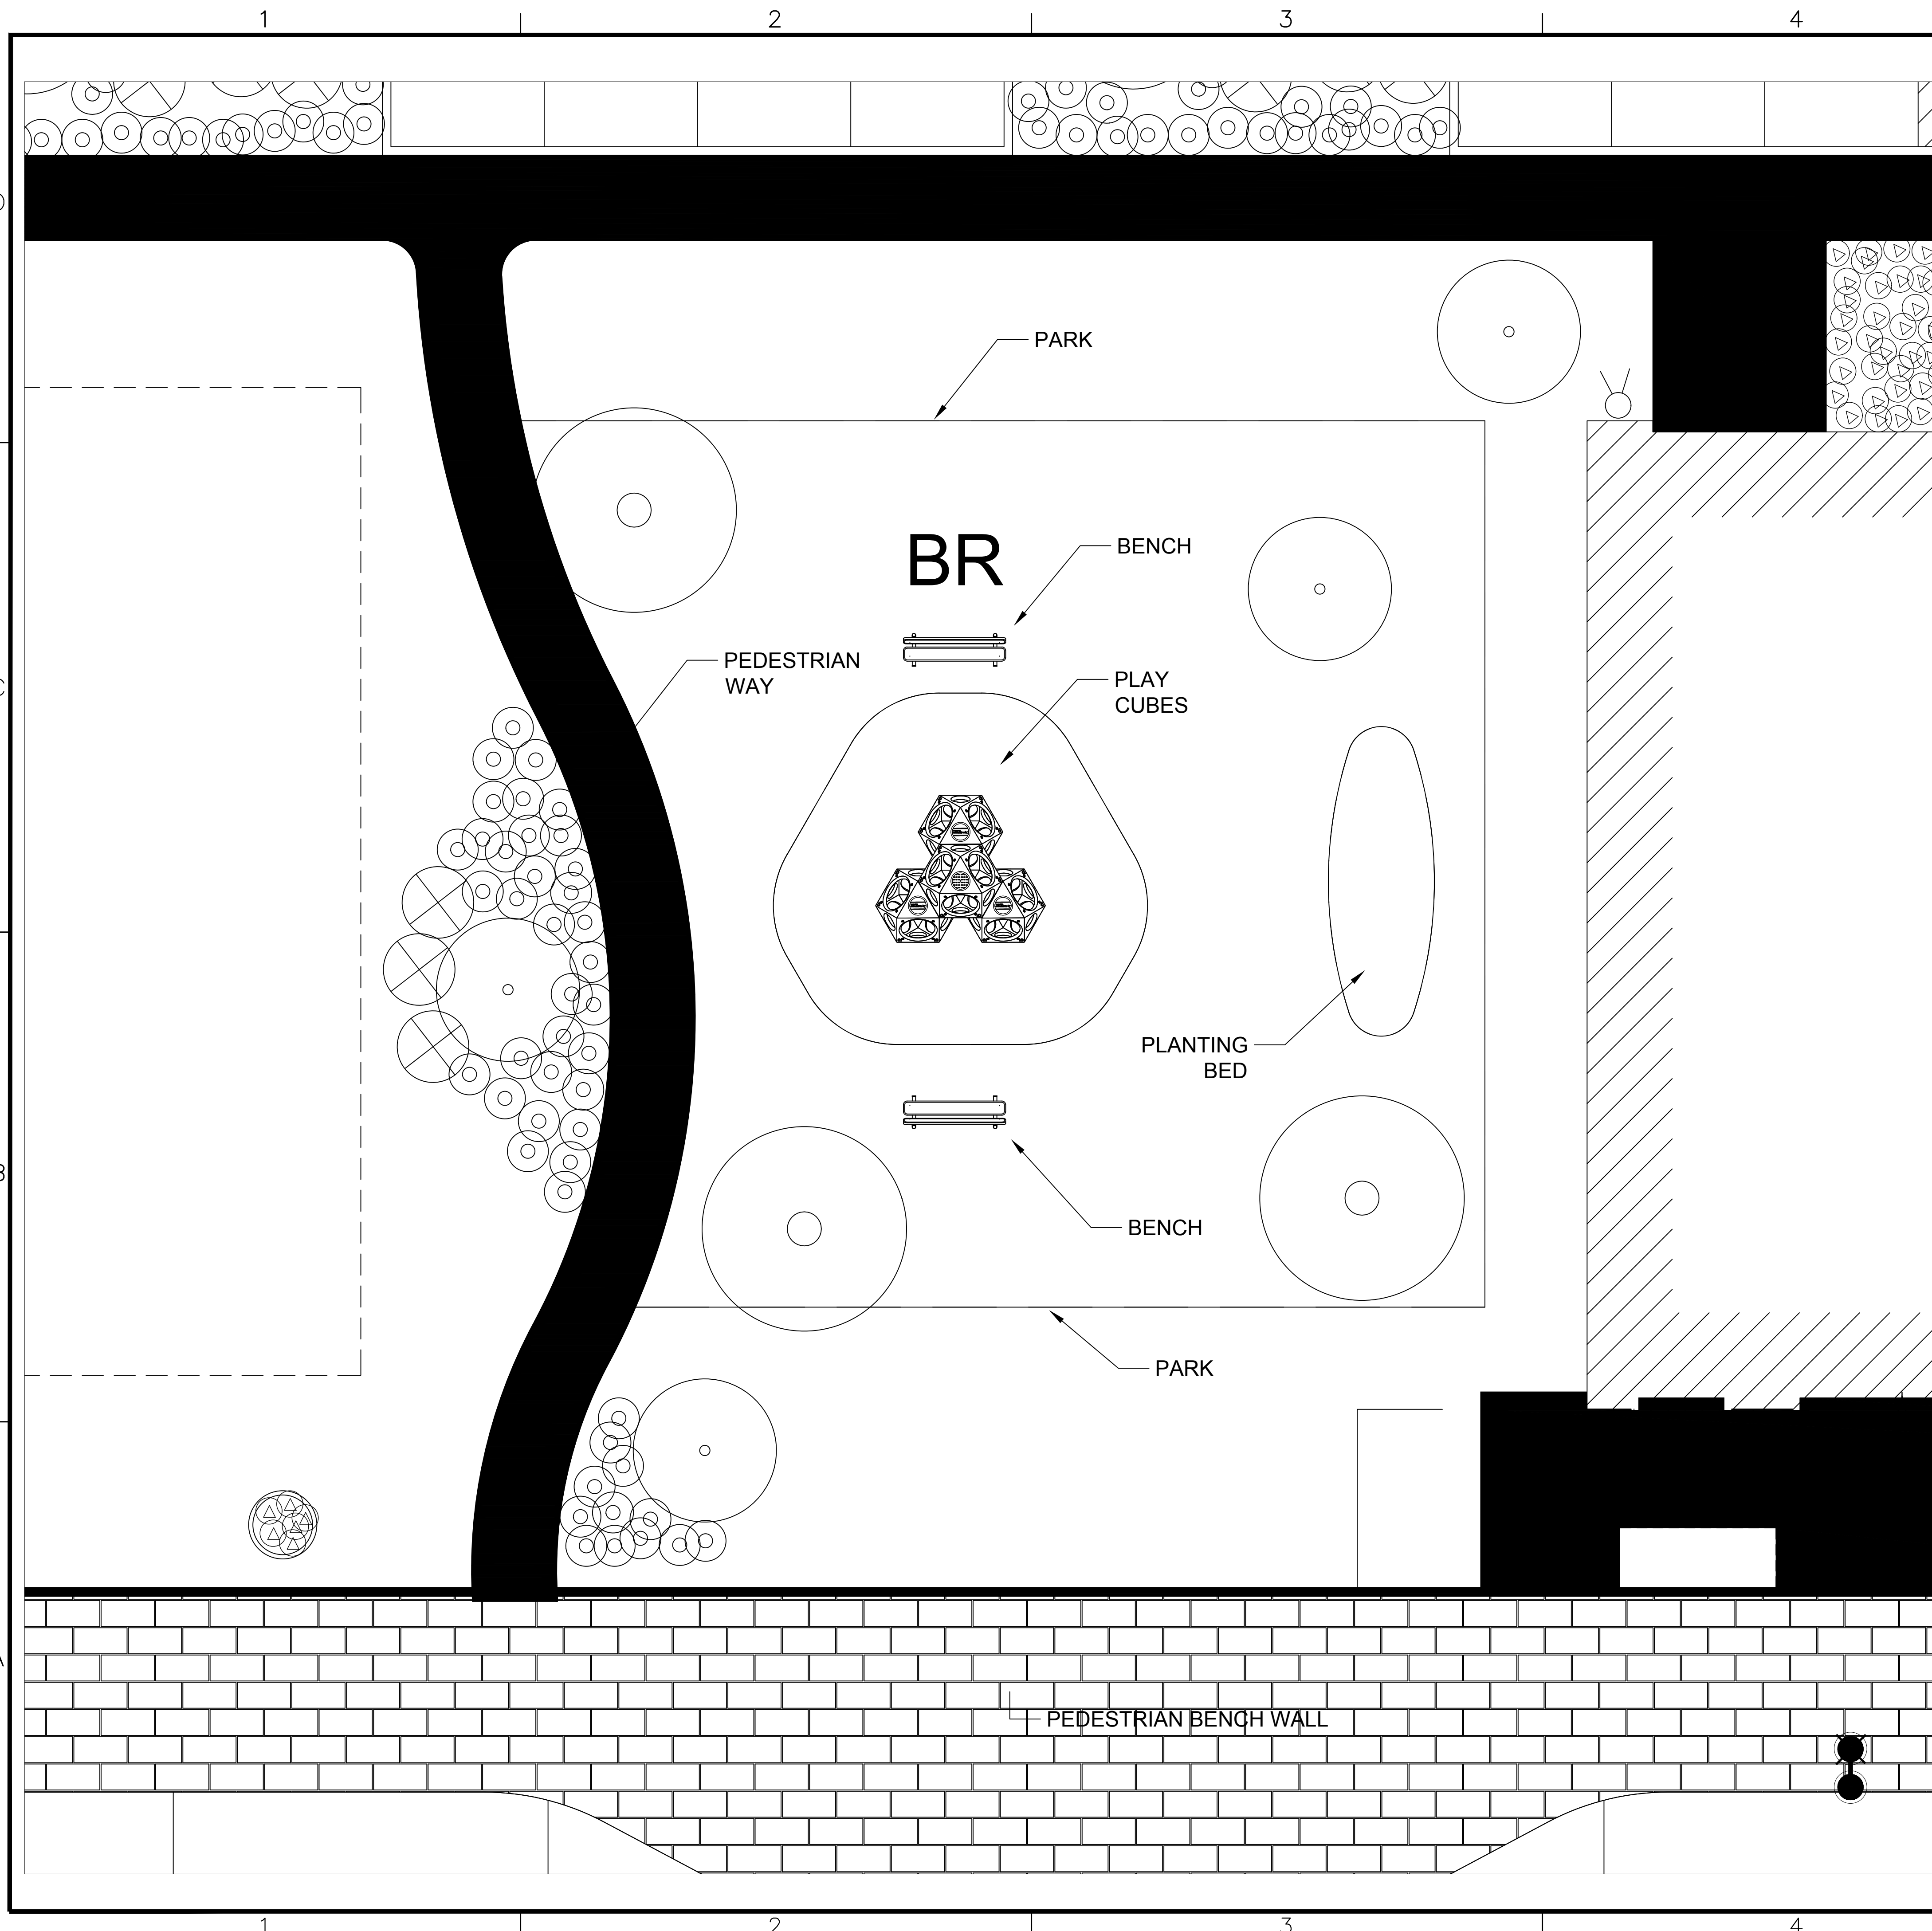 1 2 3 4
PARK
BR
BENCH
PEDESTRIAN
WAY
PLAY
CUBES
PLANTING
BED
BENCH
PARK
PEDESTRIAN BENCH WALL
1 2 3 4